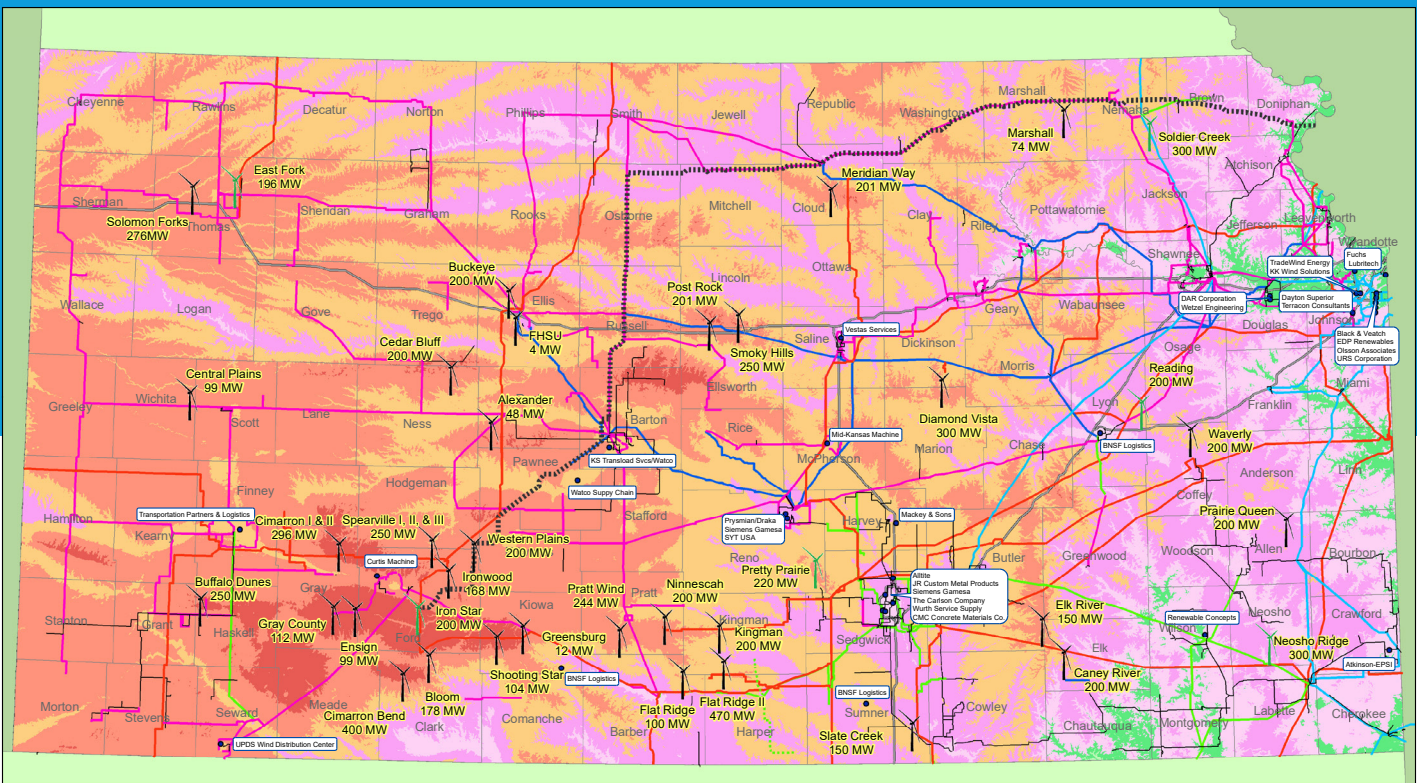 Cheyenne
Rawlins
Decatur
Norton
Phillips
Smith
Jewell
Republic
Washington
Marshall
Nemaha
Brown
Doniphan
Marshall
74 MW
Soldier Creek
300 MW
Atchison
East Fork
196 MW
Meridian Way
201 MW
Sherman
Solomon Forks
276MW
Thomas
Sheridan
Graham
Rooks
Osborne
Mitchell
Cloud
Clay
Riley
Pottawatomie
Jackson
Jefferson
Leavenworth
Wyandotte
Buckeye
200 MW
Ellis
Post Rock
201 MW
Lincoln
Ottawa
Shawnee
TradeWind Energy
KK Wind Solutions
Fuchs
Lubritech
Wallace
Logan
Gove
Trego
Russell
Saline
Vestas Services
Dickinson
Geary
Wabaunsee
DAR Corporation
Wetzel Engineering
Dayton Superior
Terracon Consultants
Douglas
Johnson
FHSU
4 MW
Smoky Hills
250 MW
Cedar Bluff
200 MW
Black & Veatch
EDP Renewables
Olsson Associates
URS Corporation
Osage
Morris
Reading
200 MW
Central Plains
99 MW
Greeley
Wichita
Scott
Lane
Ness
Alexander
48 MW
Barton
Ellsworth
Rice
Diamond Vista
300 MW
Lyon
Franklin
Miami
Mid-Kansas Machine
McPherson
Marion
Chase
BNSF Logistics
Waverly
200 MW
Pawnee
KS Transload Svcs/Watco
Watco Suppy Chain
Hodgeman
Finney
Stafford
Anderson
Linn
Coffey
Hamilton
Kearny
Transportation Partners & Logistics
Cimarron I & II
296 MW
Spearville I, II, & III
250 MW
Western Plains
200 MW
Prysmian/Draka
Siemens Gamesa
SYT USA
Harvey
Mackey & Sons
Prairie Queen
200 MW
Reno
Butler
Greenwood
Woodson
Allen
Bourbon
Curtis Machine
Ironwood
168 MW
Pretty Prairie
220 MW
Buffalo Dunes
250 MW
Gray
Kiowa
Pratt Wind
244 MW
Pratt
Ninnescah
200 MW
Alltite
JR Custom Metal Products
Siemens Gamesa
The Carlson Company
Wurth Service Supply
CMC Concrete Materials Co.
Elk River
150 MW
Stanton
Grant
Haskell
Gray County
112 MW
Ford
Iron Star
200 MW
Kingman
Kingman
200 MW
Sedgwick
Wilson
Renewable Concepts
Neosho
Crawford
Ensign
99 MW
Greensburg
12 MW
Elk
Neosho Ridge
300 MW
Atkinson-EPSI
Shooting Star
104 MW
BNSF Logistics
Caney River
200 MW
Morton
Stevens
Seward
Meade
Cimarron Bend
400 MW
Bloom
178 MW
Clark
Comanche
Barber
Flat Ridge
100 MW
Flat Ridge II
470 MW
Harper
BNSF Logistics
Sumner
Slate Creek
150 MW
Cowley
Chautauqua
Montgomery
Labette
Cherokee
UPDS Wind Distribution Center